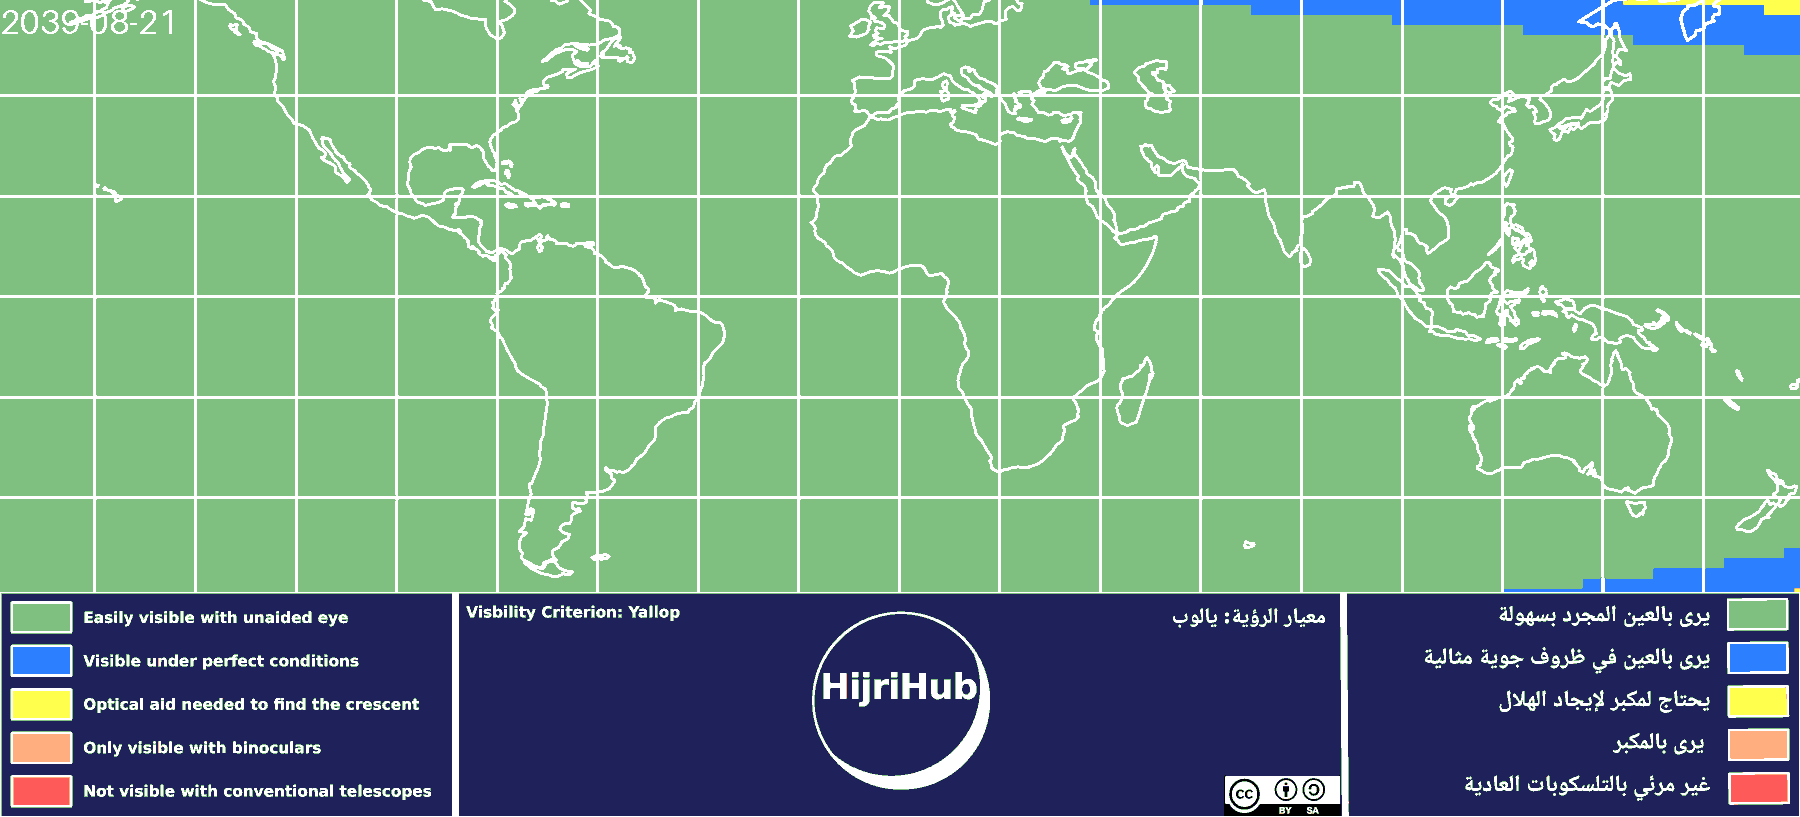 2039-08-21
Easily visible with unaided eye
Visible under perfect conditions
Optical aid needed to find the crescent
Only visible with binoculars
Not visible with conventional telescopes
Visbility Criterion: Yallop
معيار الرؤية: يالوب
HijriHub
cc
BY SA
يرى بالعين المجرد بسهولة
يرى بالعين في ظروف جوية مثالية
يحتاج لمكبر لإيجاد الهلال
يرى بالمكبر
غير مرئي بالتلسكوبات العادية